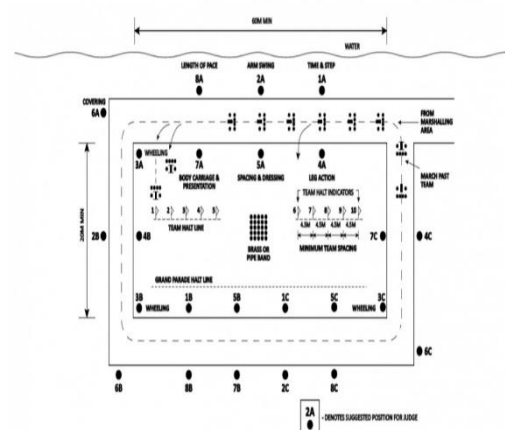 60M MIN
WATER
LENGTH OF PACE
8A
ARM SWING
2A
TIME & STEP
1A
COVERING
6A
FROM
MARSHALLING
AREA
3A
WHEELING
7A
BODY CARRIAGE &
PRESENTATION
5A
SPACING & DRESSING
4A
LEG ACTION
MARCH PAST
TEAM
TEAM HALT INDICATORS
1 2 3 4 5
6 7 8 9 10
4.5M 4.5M 4.5M 4.5M
TEAM HALT LINE
MINIMUM TEAM SPACING
BRASS OR
PIPE BAND
2B
4B
7C
4C
GRAND PARADE HALT LINE
3B
WHEELING
1B
5B
1C
5C
3C
WHEELING
6C
6B
8B
7B
2C
8C
2A
- DENOTES SUGGESTED POSITION FOR JUDGE